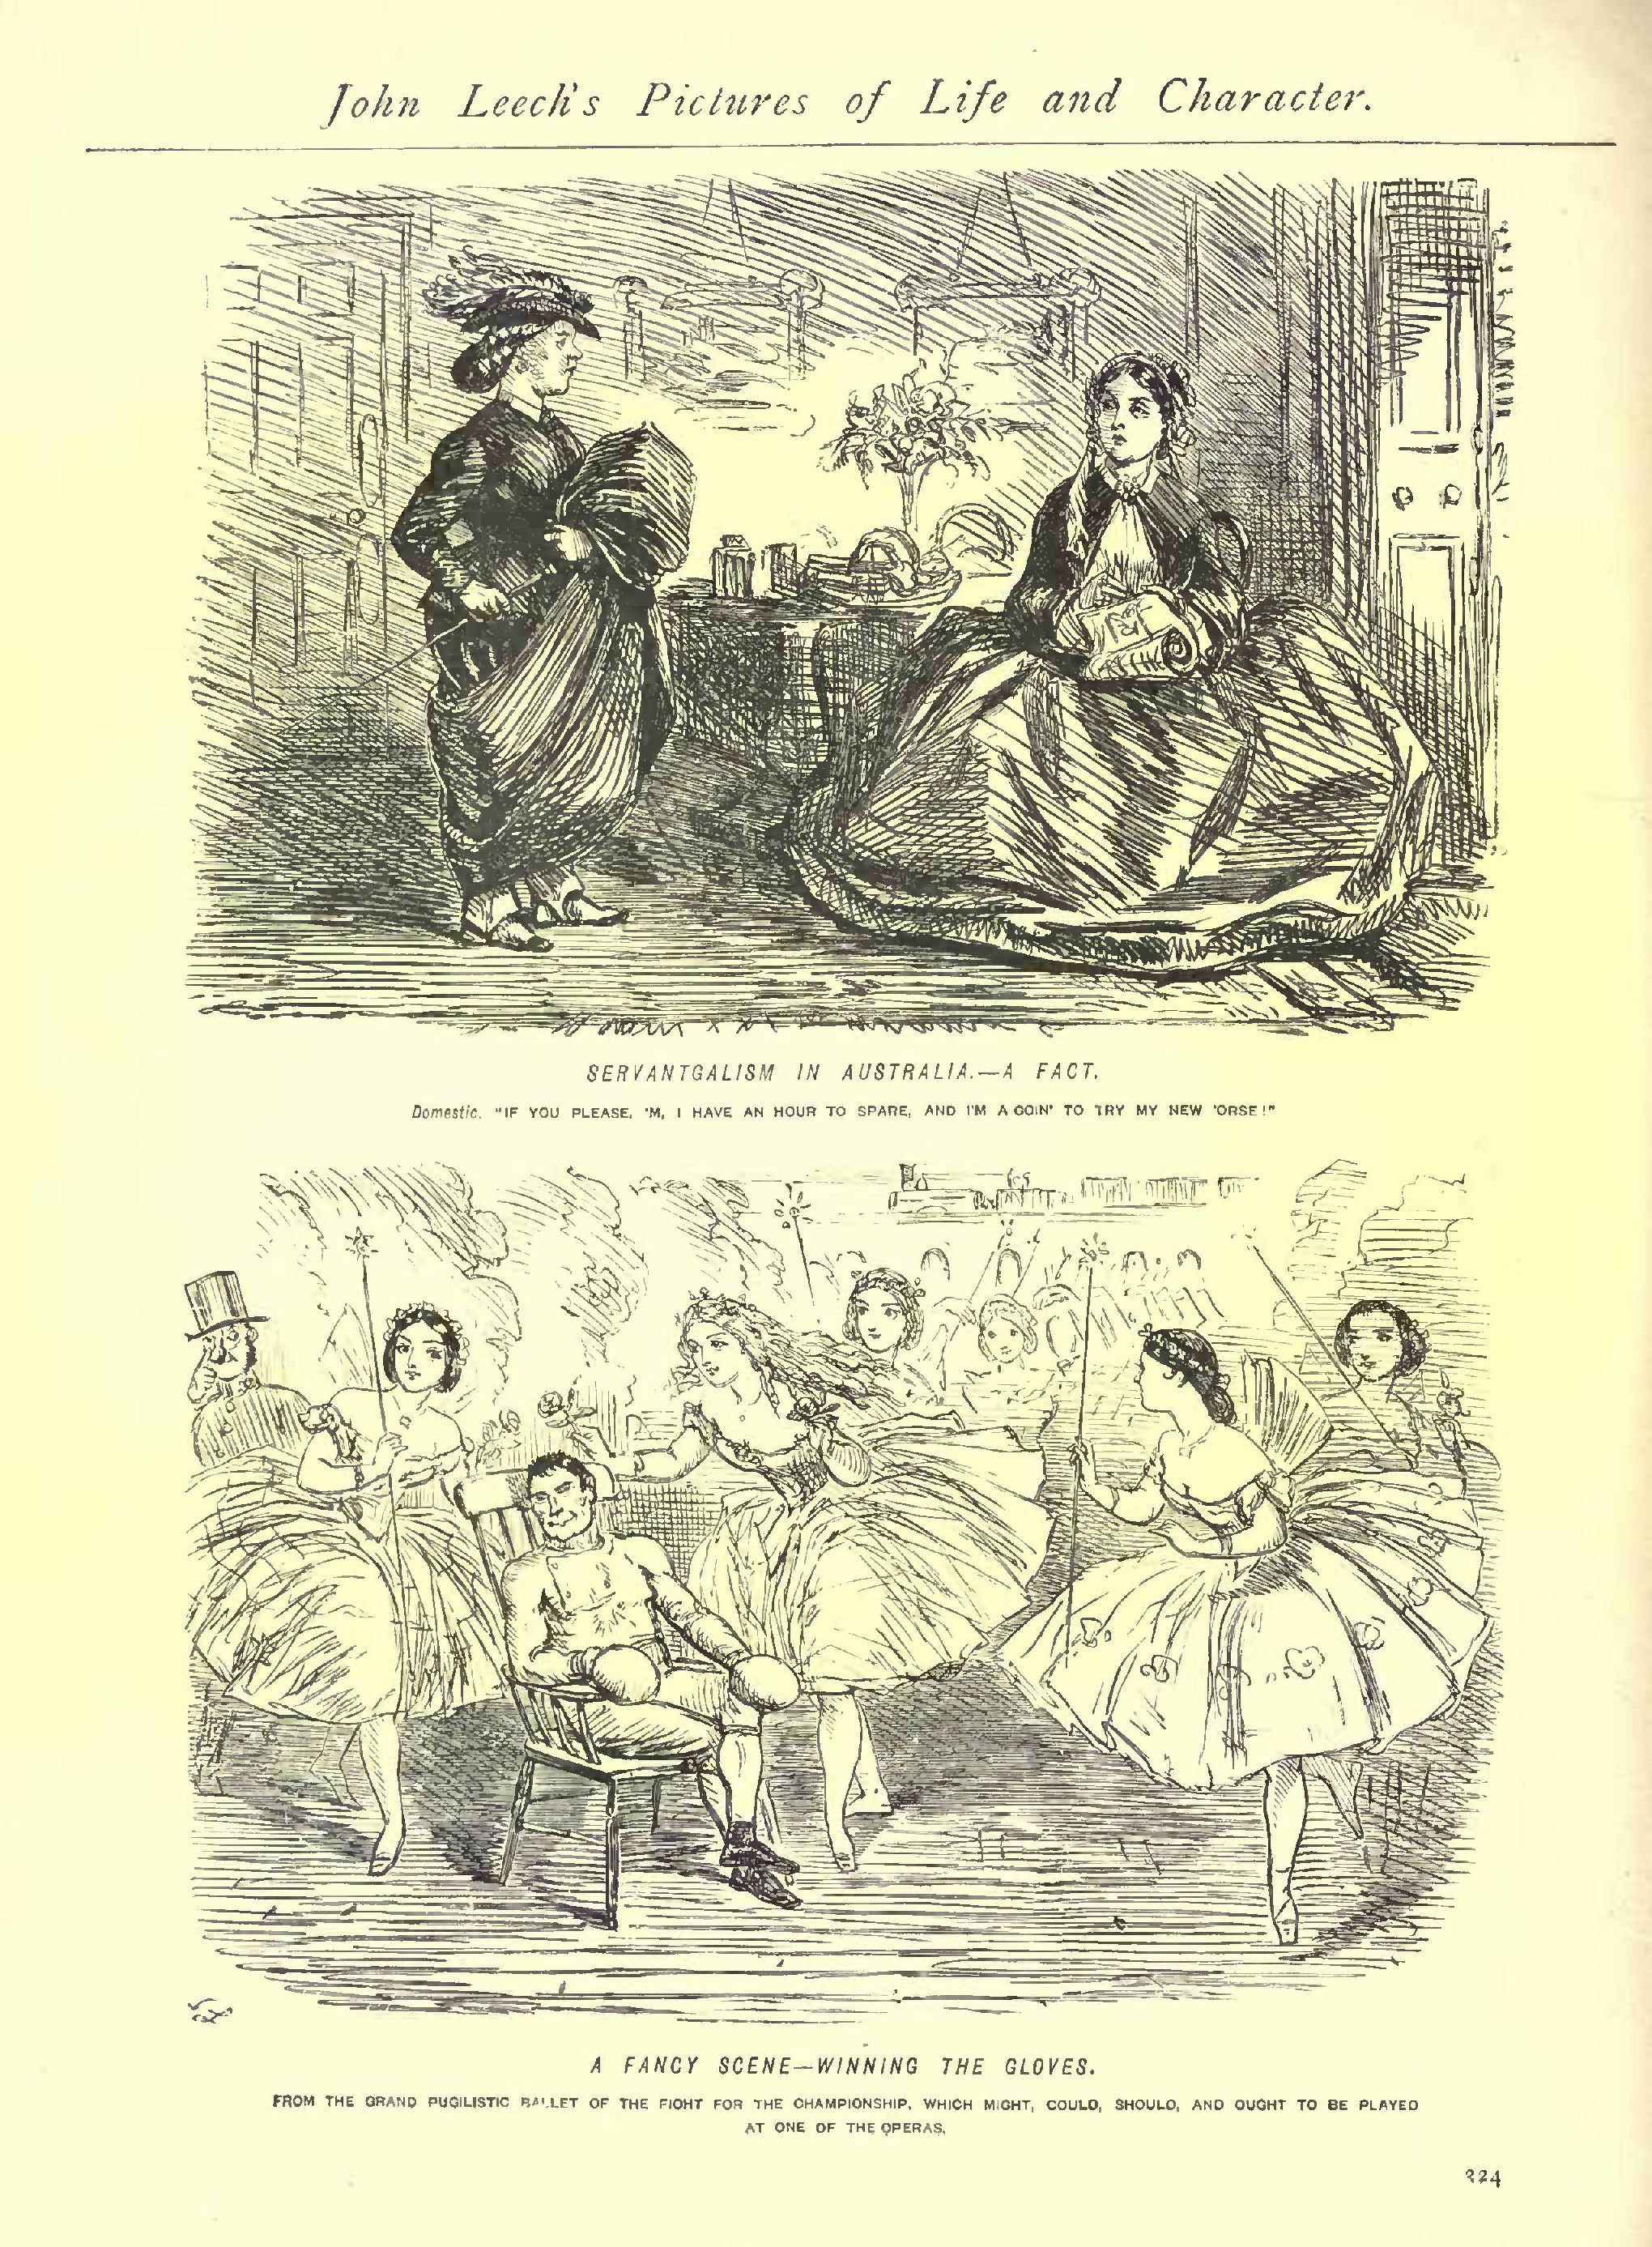 John Leech's Pictures of Life and Character.
SERVANTGALISM IN AUSTRALIA.—A FACT.
Domestic. "IF YOU PLEASE, 'M, I HAVE AN HOUR TO SPARE, AND I'M A GOIN' TO TRY MY NEW 'ORSE!"
A FANCY SCENE—WINNING THE GLOVES.
FROM THE GRAND PUGILISTIC BALLET OF THE FIGHT FOR THE CHAMPIONSHIP, WHICH MIGHT, COULD, SHOULD, AND OUGHT TO BE PLAYED
AT ONE OF THE OPERAS.
324